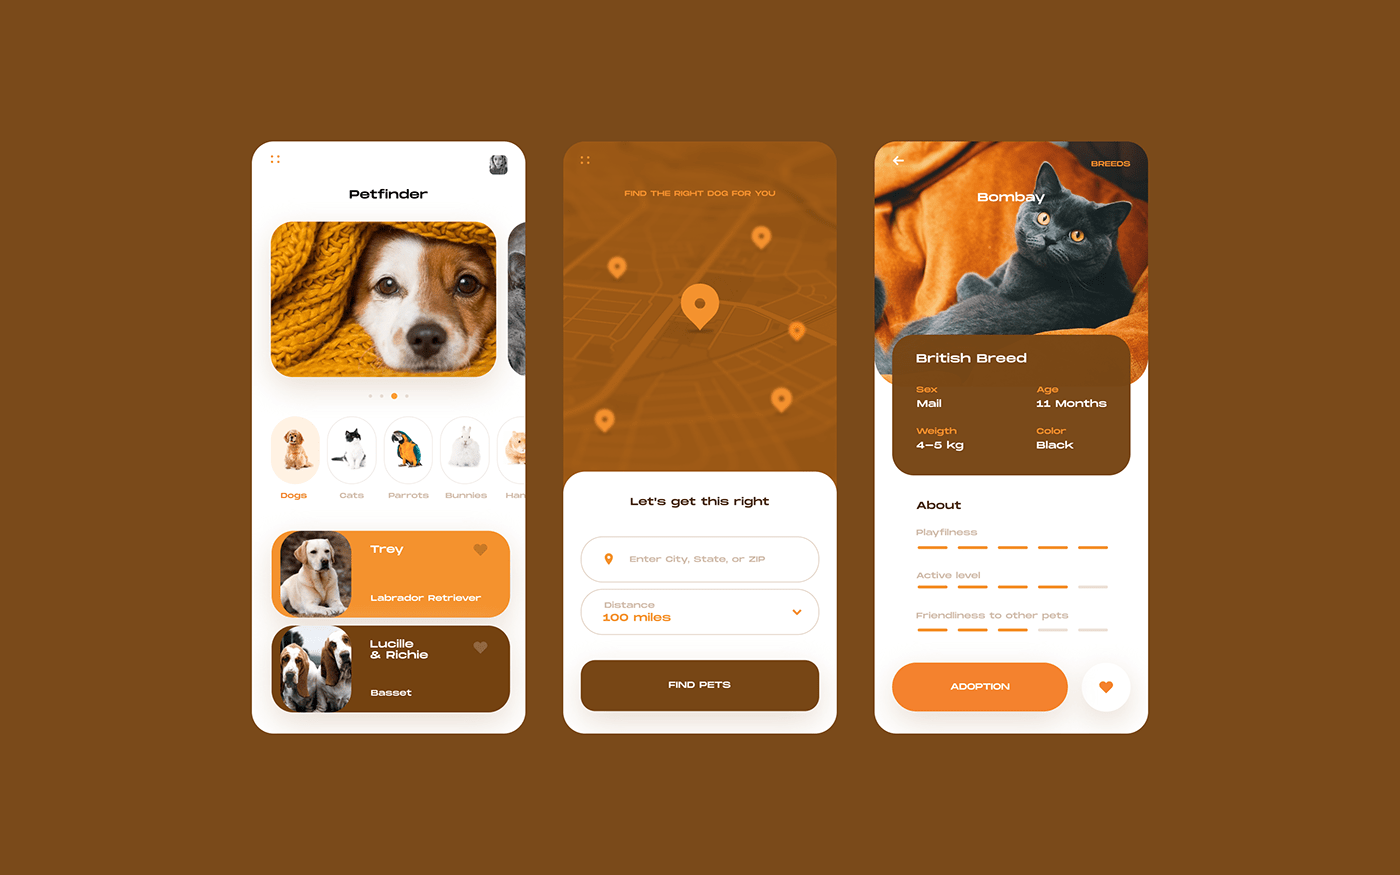 Petfinder
Dogs
Cats
Parrots
Bunnies
Han
Trey
Labrador Retriever
Lucille
& Richie
Basset
FIND THE RIGHT DOG FOR YOU
Let's get this right
Enter City, State, or ZIP
Distance
100 miles
FIND PETS
BREEDS
Bombay
British Breed
Sex
Age
Mail
11 Months
Weigth
Color
4–5 kg
Black
About
Playfilness
Active level
Friendliness to other pets
ADOPTION